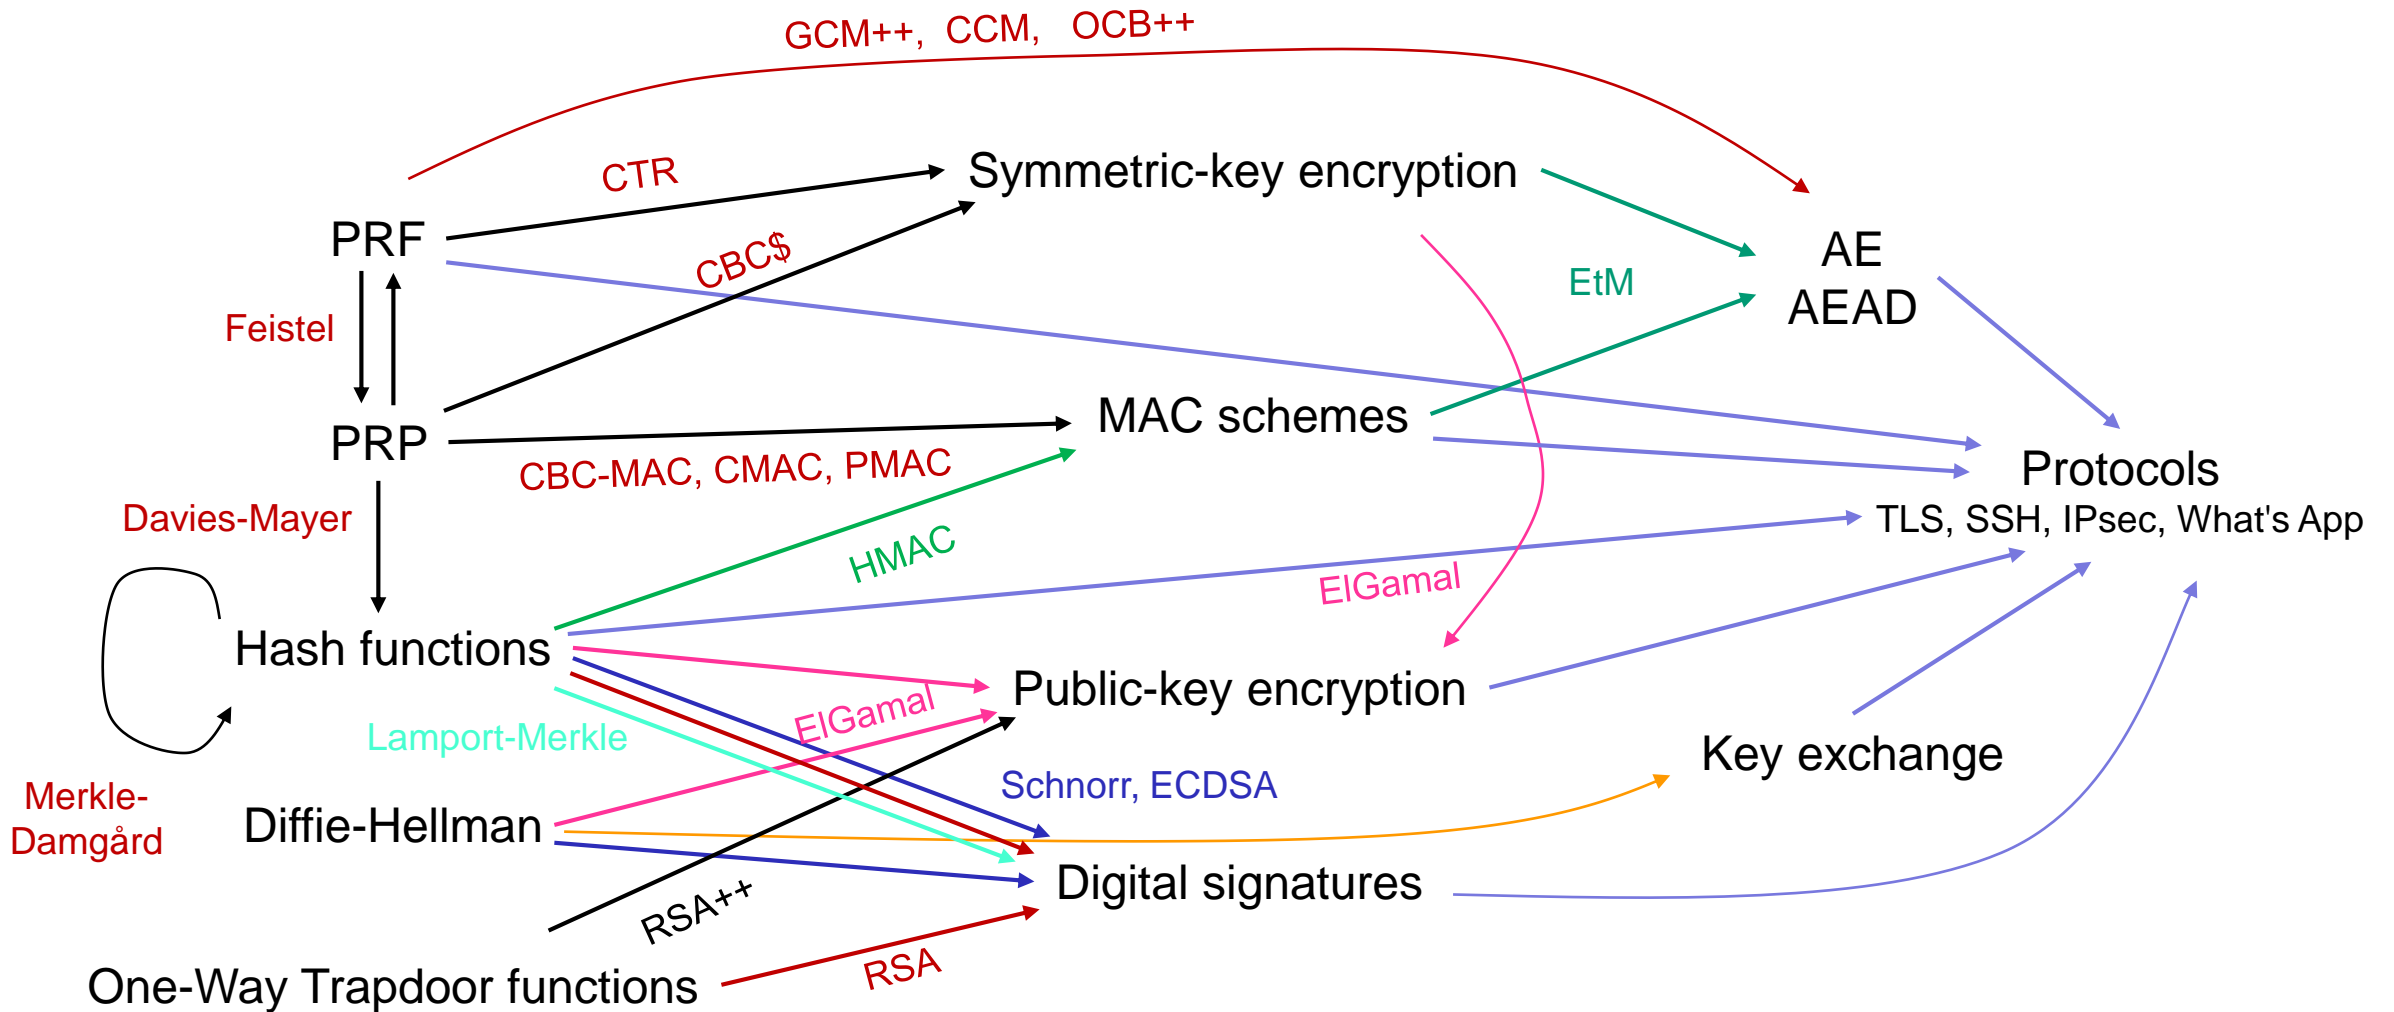 GCM++, CCM, OCB++
CTR
Symmetric-key encryption
PRF
CBC$
AE
AEAD
EtM
Feistel
PRP
MAC schemes
CBC-MAC, CMAC, PMAC
Protocols
TLS, SSH, IPsec, What's App
Davies-Mayer
HMAC
ElGamal
Hash functions
Public-key encryption
ElGamal
Lamport-Merkle
Key exchange
Schnorr, ECDSA
Merkle-
Damgård
Diffie-Hellman
Digital signatures
RSA++
RSA
One-Way Trapdoor functions